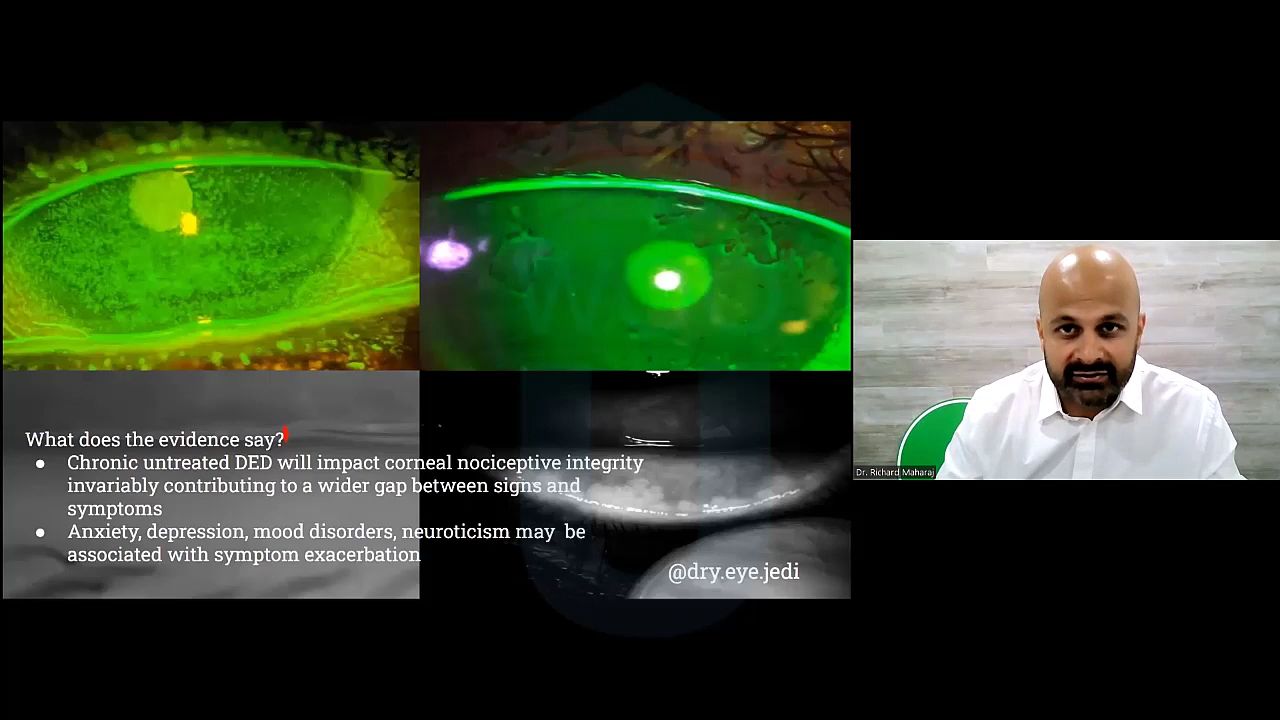 What does the evidence say?
● Chronic untreated DED will impact corneal nociceptive integrity
invariably contributing to a wider gap between signs and
symptoms
● Anxiety, depression, mood disorders, neuroticism may be
associated with symptom exacerbation
@dry.eye.jedi
Dr. Richard Maharaj